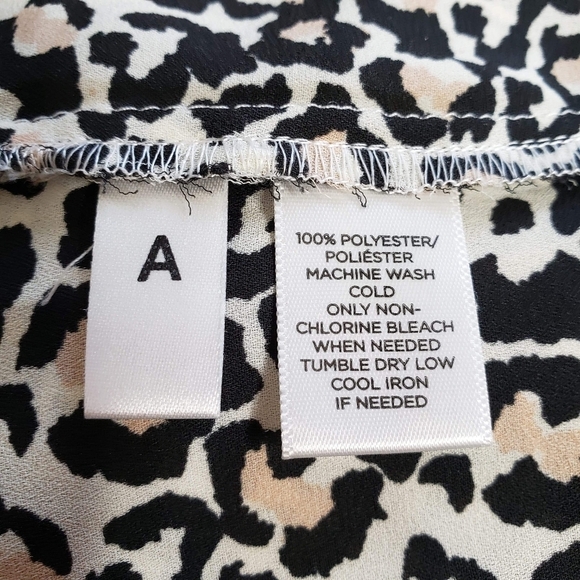 A
100% POLYESTER/
POLIÉSTER
MACHINE WASH
COLD
ONLY NON-
CHLORINE BLEACH
WHEN NEEDED
TUMBLE DRY LOW
COOL IRON
IF NEEDED